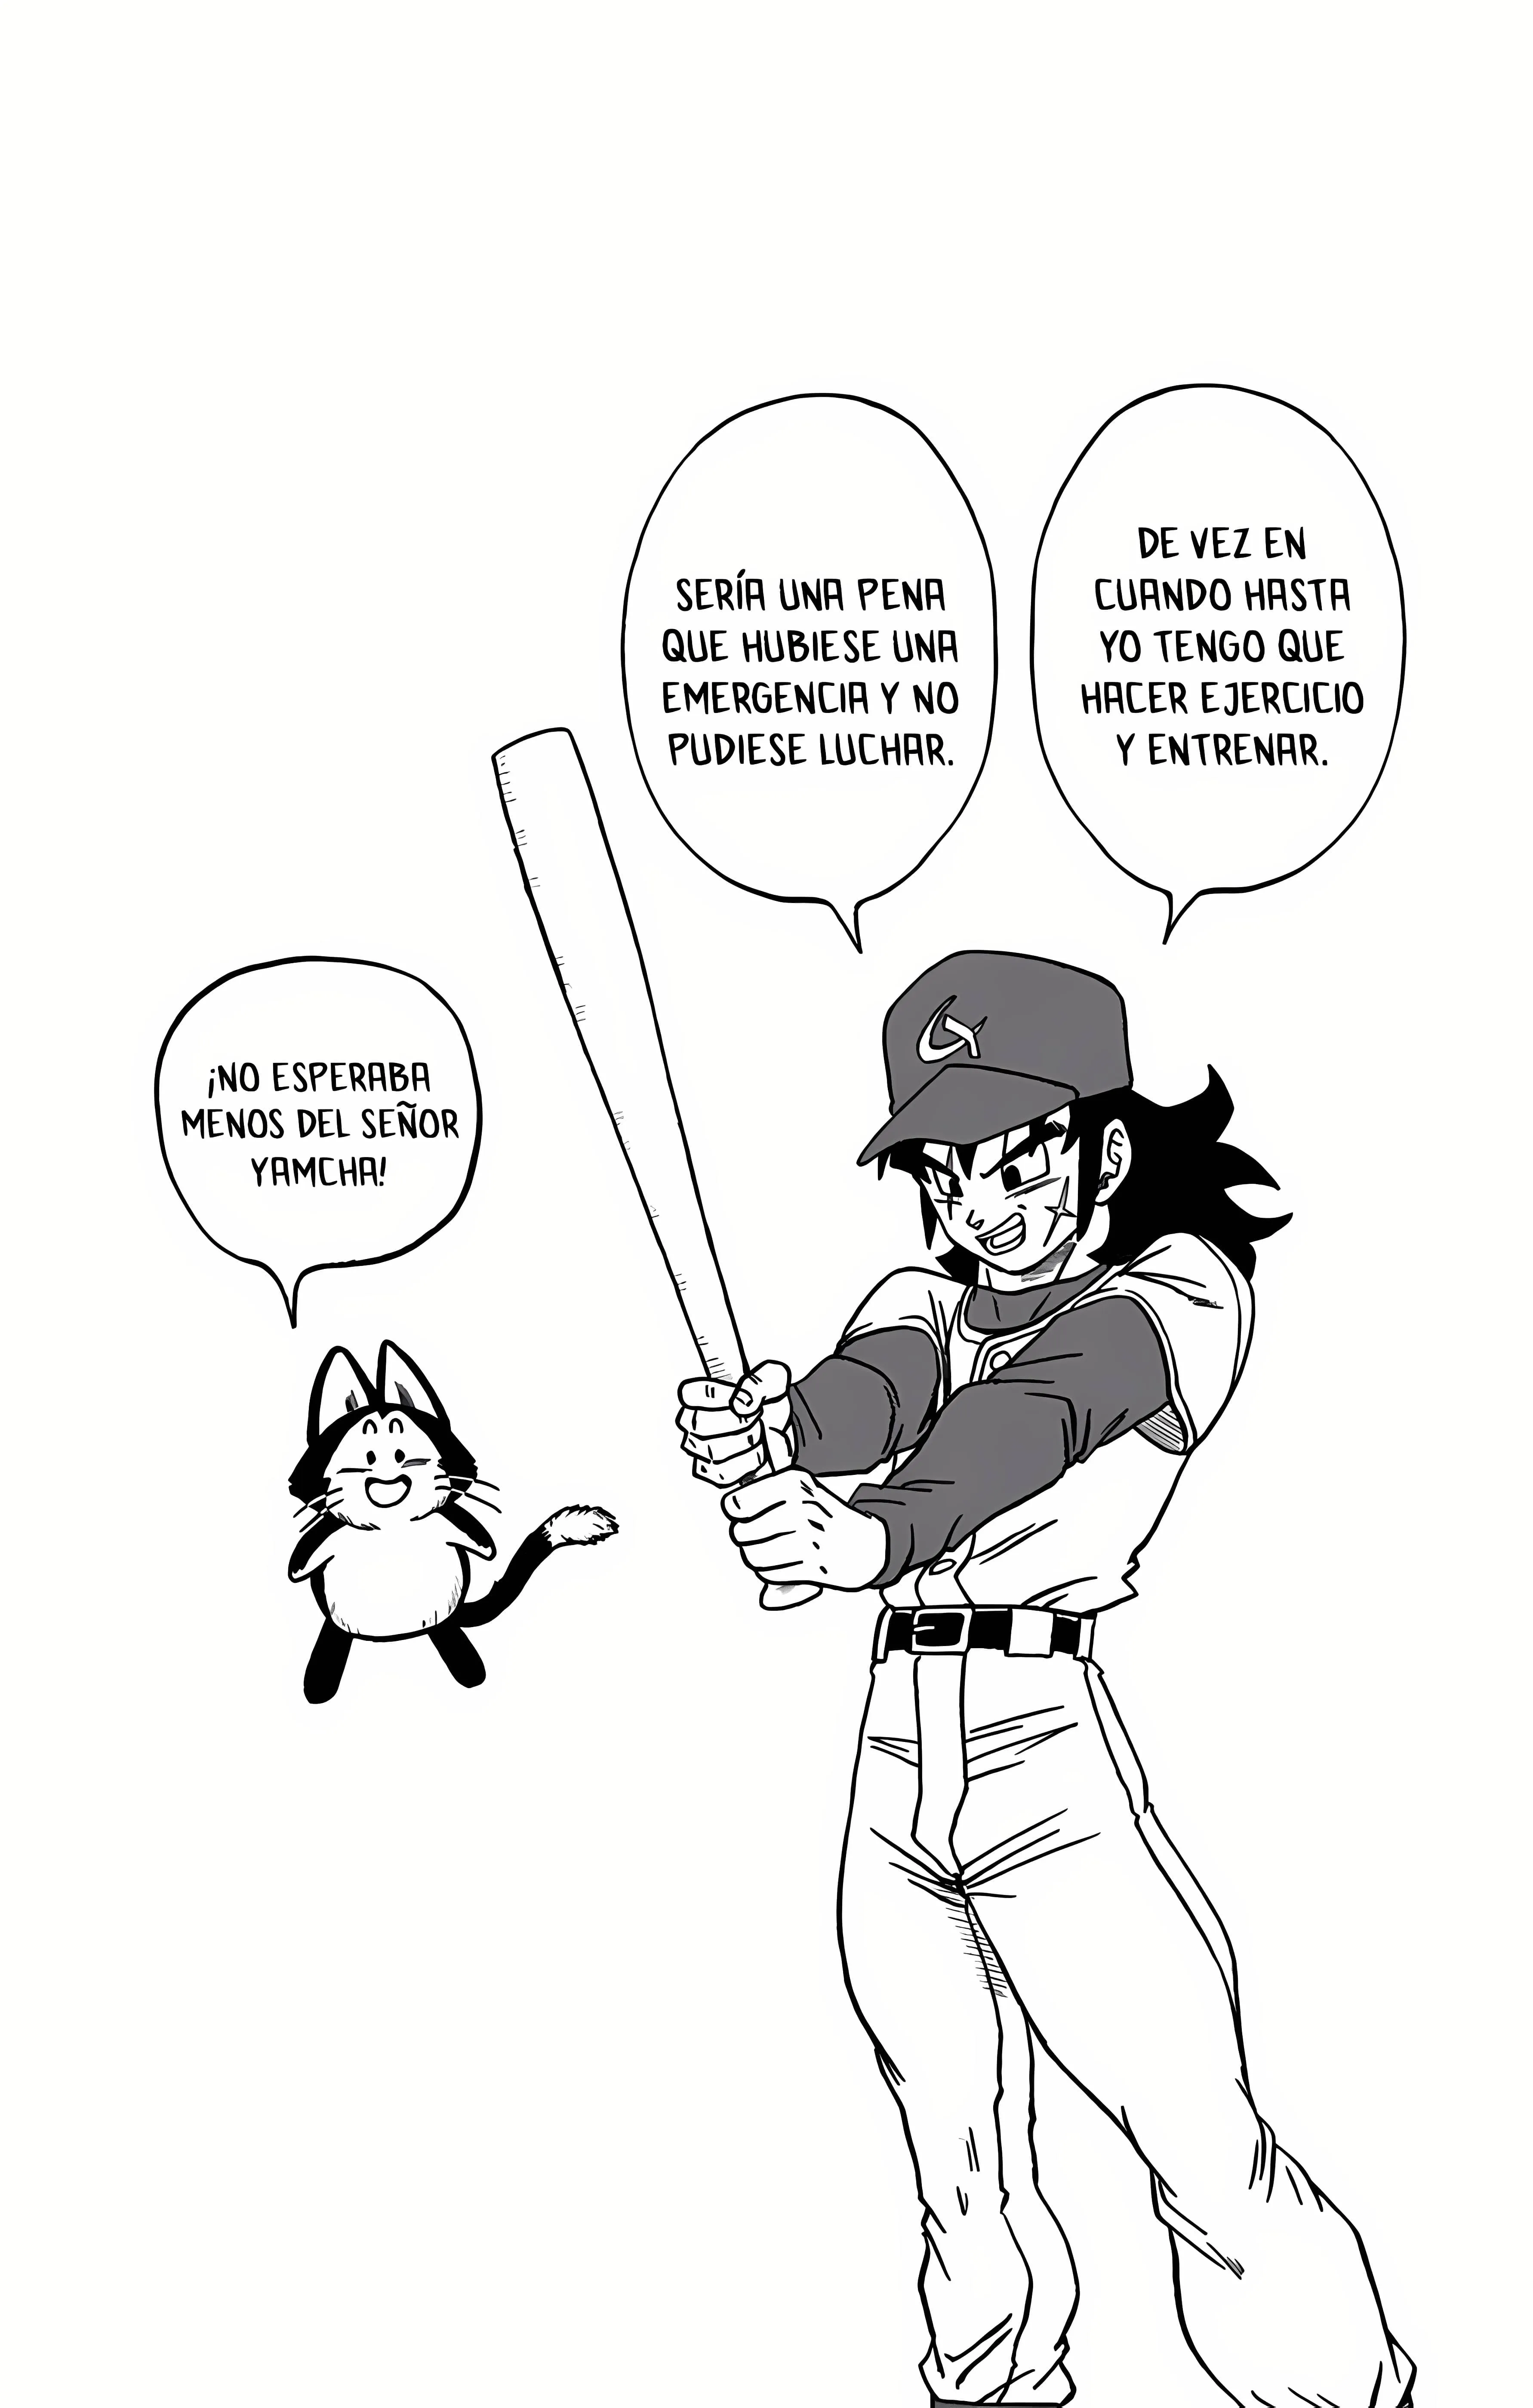 DE VEZ EN
CUANDO HASTA
YO TENGO QUE
HACER EJERCICIO
Y ENTRENAR.
SERÍA UNA PENA
QUE HUBIESE UNA
EMERGENCIA Y NO
PUDIESE LUCHAR.
¡NO ESPERABA
MENOS DEL SEÑOR
YAMCHA!